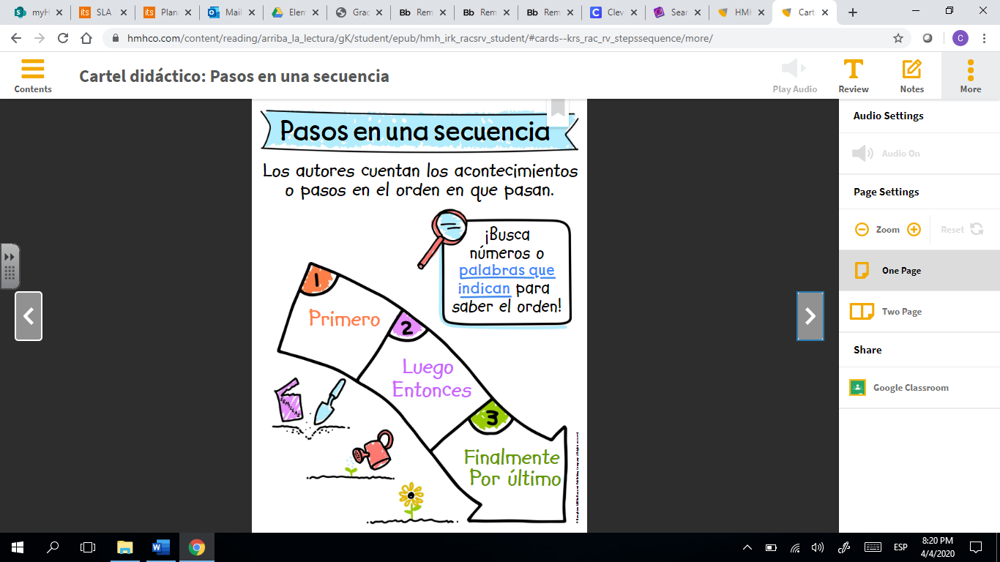 myH
SLA
Plan
Mail
Elem
Grac
Bb Rem
Bb Rem
Bb Rem
Clev
Sear
HMH
Cart
hmhco.com/content/reading/arriba_la_lectura/gK/student/epub/hmh_irk_racsrv_student/#cards--krs_rac_rv_stepssequence/more/
C
Contents
Cartel didáctico: Pasos en una secuencia
Play Audio
Review
Notes
More
Pasos en una secuencia
Los autores cuentan los acontecimientos
o pasos en el orden en que pasan.
¡Busca
números o
palabras que
indican para
saber el orden!
1
Primero
2
Luego
Entonces
3
Finalmente
Por último
SEMILLAS
Audio Settings
Audio On
Page Settings
Zoom
Reset
One Page
Two Page
Share
Google Classroom
ESP
8:20 PM
4/4/2020